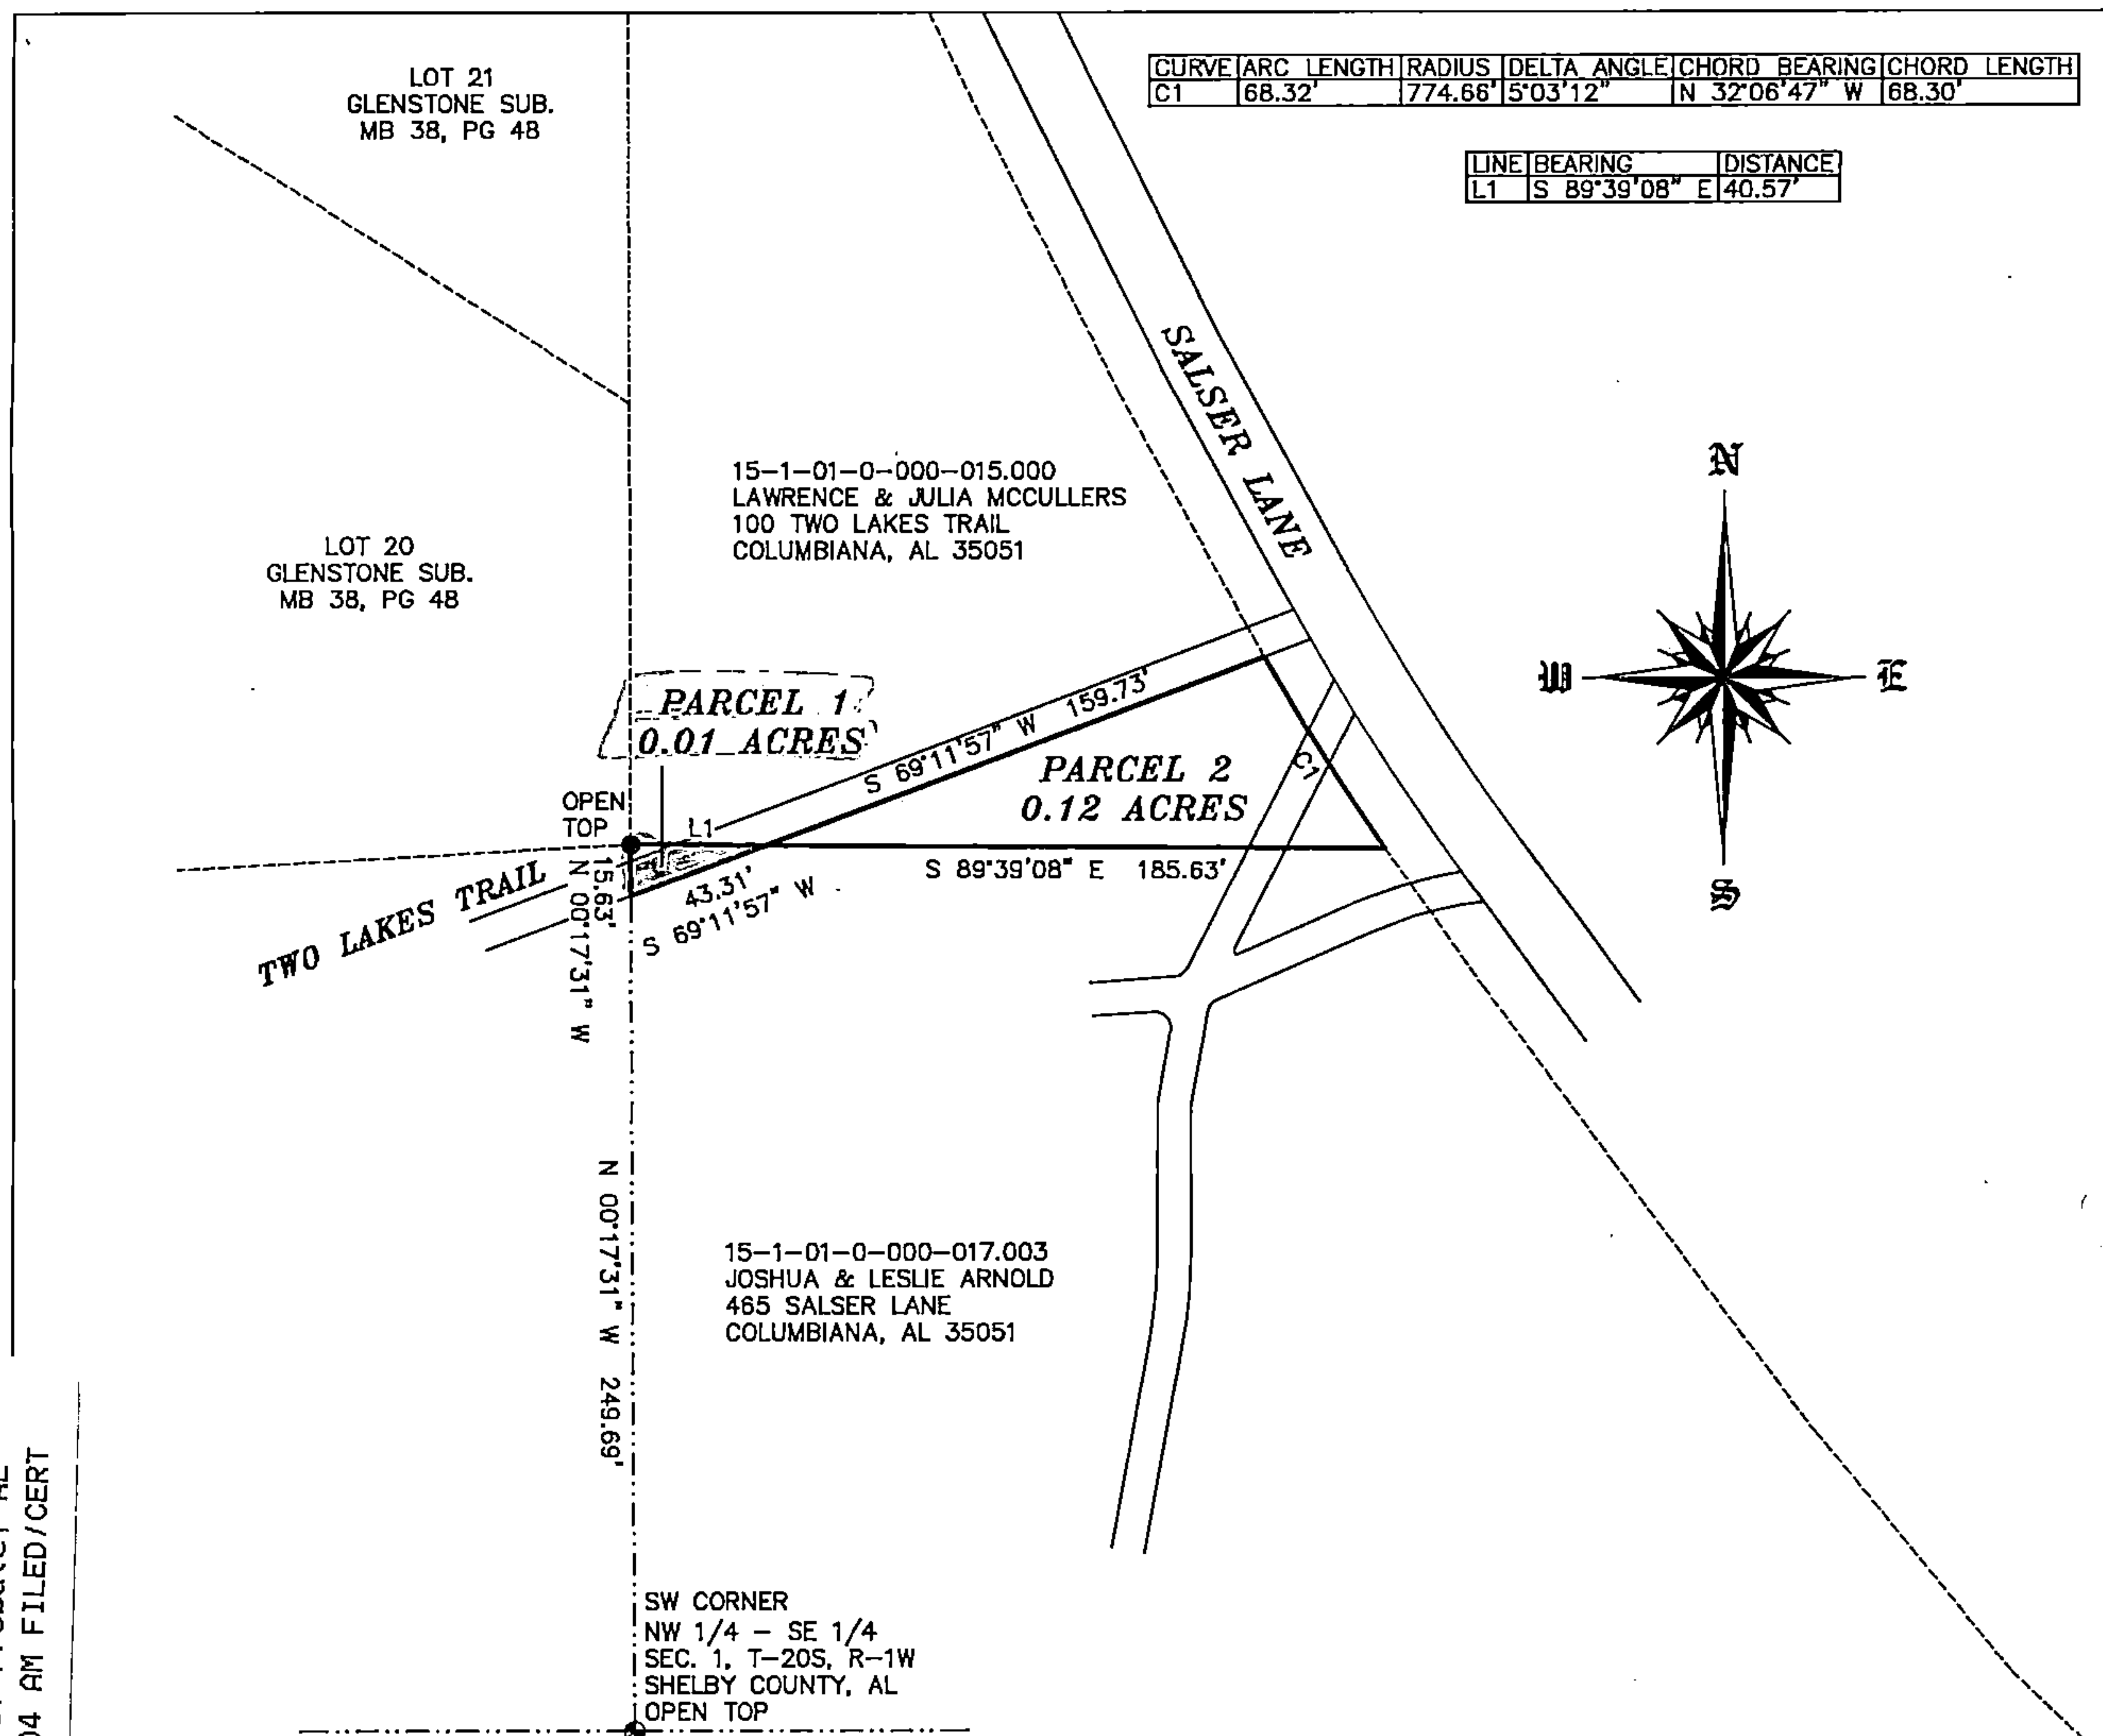 LOT 21
GLENSTONE SUB.
MB 38, PG 48
CURVE ARC LENGTH RADIUS DELTA ANGLE CHORD BEARING CHORD LENGTH
C1 68.32' 774.66' 5°03'12" N 32°06'47" W 68.30'
LINE BEARING DISTANCE
L1 S 89°39'08" E 40.57'
SALSER LANE
15-1-01-0-000-015.000
LAWRENCE & JULIA MCCULLERS
100 TWO LAKES TRAIL
COLUMBIANA, AL 35051
LOT 20
GLENSTONE SUB.
MB 38, PG 48
N
W
E
S
PARCEL 1
0.01 ACRES
S 69°11'57" W 159.73'
PARCEL 2
0.12 ACRES
C1
OPEN
TOP
L1
S 89°39'08" E 185.63'
TWO LAKES TRAIL
15.63'
N 00°17'31" W
43.31'
S 69°11'57" W
N 00°17'31" W 249.69'
15-1-01-0-000-017.003
JOSHUA & LESLIE ARNOLD
465 SALSER LANE
COLUMBIANA, AL 35051
SW CORNER
NW 1/4 - SE 1/4
SEC. 1, T-20S, R-1W
SHELBY COUNTY, AL
OPEN TOP
04 AM FILED/CERT